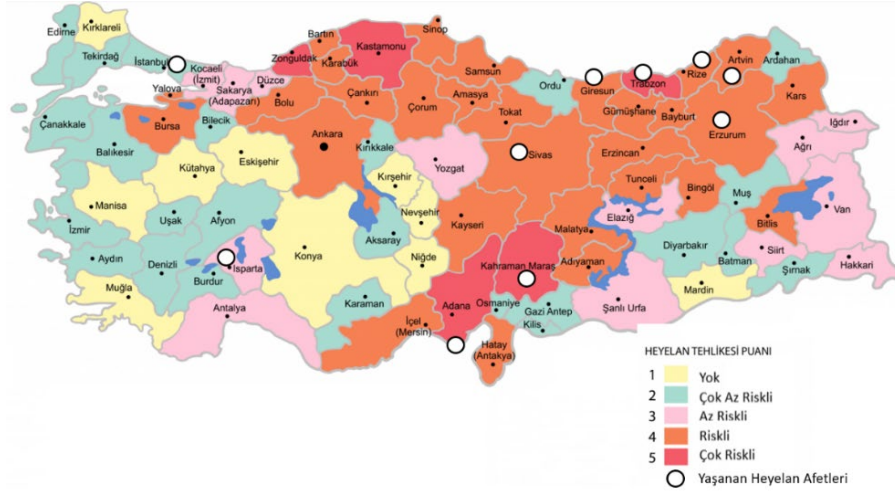 Kırklareli
Edirne
Tekirdağ
İstanbul
Kocaeli
(İzmit)
Sakarya
(Adapazarı)
Düzce
Yalova
Zonguldak
Bartın
Karabük
Kastamonu
Sinop
Samsun
Bolu
Çankırı
Çorum
Amasya
Tokat
Ordu
Giresun
Trabzon
Rize
Artvin
Ardahan
Gümüşhane
Bayburt
Erzurum
Kars
Iğdır
Ağrı
Çanakkale
Bursa
Bilecik
Balıkesir
Kütahya
Eskişehir
Ankara
Kırıkkale
Yozgat
Sivas
Erzincan
Tunceli
Bingöl
Muş
Bitlis
Van
Manisa
Uşak
Afyon
Kırşehir
Nevşehir
Kayseri
Malatya
Elazığ
İzmir
Aydın
Denizli
Isparta
Burdur
Konya
Aksaray
Niğde
Kahraman Maraş
Adıyaman
Diyarbakır
Batman
Siirt
Şırnak
Hakkari
Muğla
Antalya
Karaman
İçel
(Mersin)
Adana
Osmaniye
Gazi Antep
Kilis
Hatay
(Antakya)
Şanlı Urfa
Mardin
HEYELAN TEHLİKESİ PUANI
1 Yok
2 Çok Az Riskli
3 Az Riskli
4 Riskli
5 Çok Riskli
Yaşanan Heyelan Afetleri